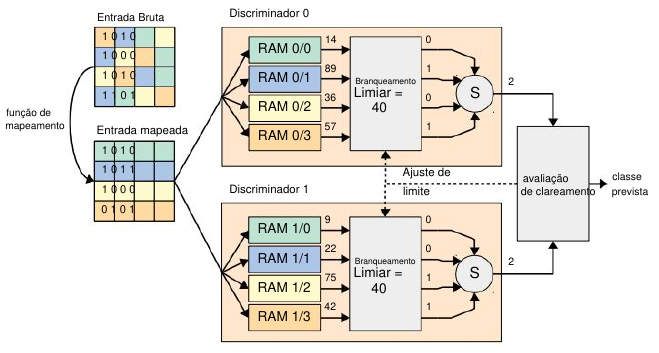 Entrada Bruta
1 0 1 0
1 0 0 0
1 0 1 0
1 1 0 1
função de
mapeamento
Entrada mapeada
1 0 1 0
1 0 1 1
1 0 0 0
0 1 0 1
Discriminador 0
RAM 0/0
14
RAM 0/1
89
RAM 0/2
36
RAM 0/3
57
Branqueamento
Limiar =
40
0
1
0
1
S
2
Ajuste de
limite
Discriminador 1
RAM 1/0
9
RAM 1/1
22
RAM 1/2
75
RAM 1/3
42
Branqueamento
Limiar =
40
0
0
1
1
S
2
avaliação
de clareamento
classe
prevista